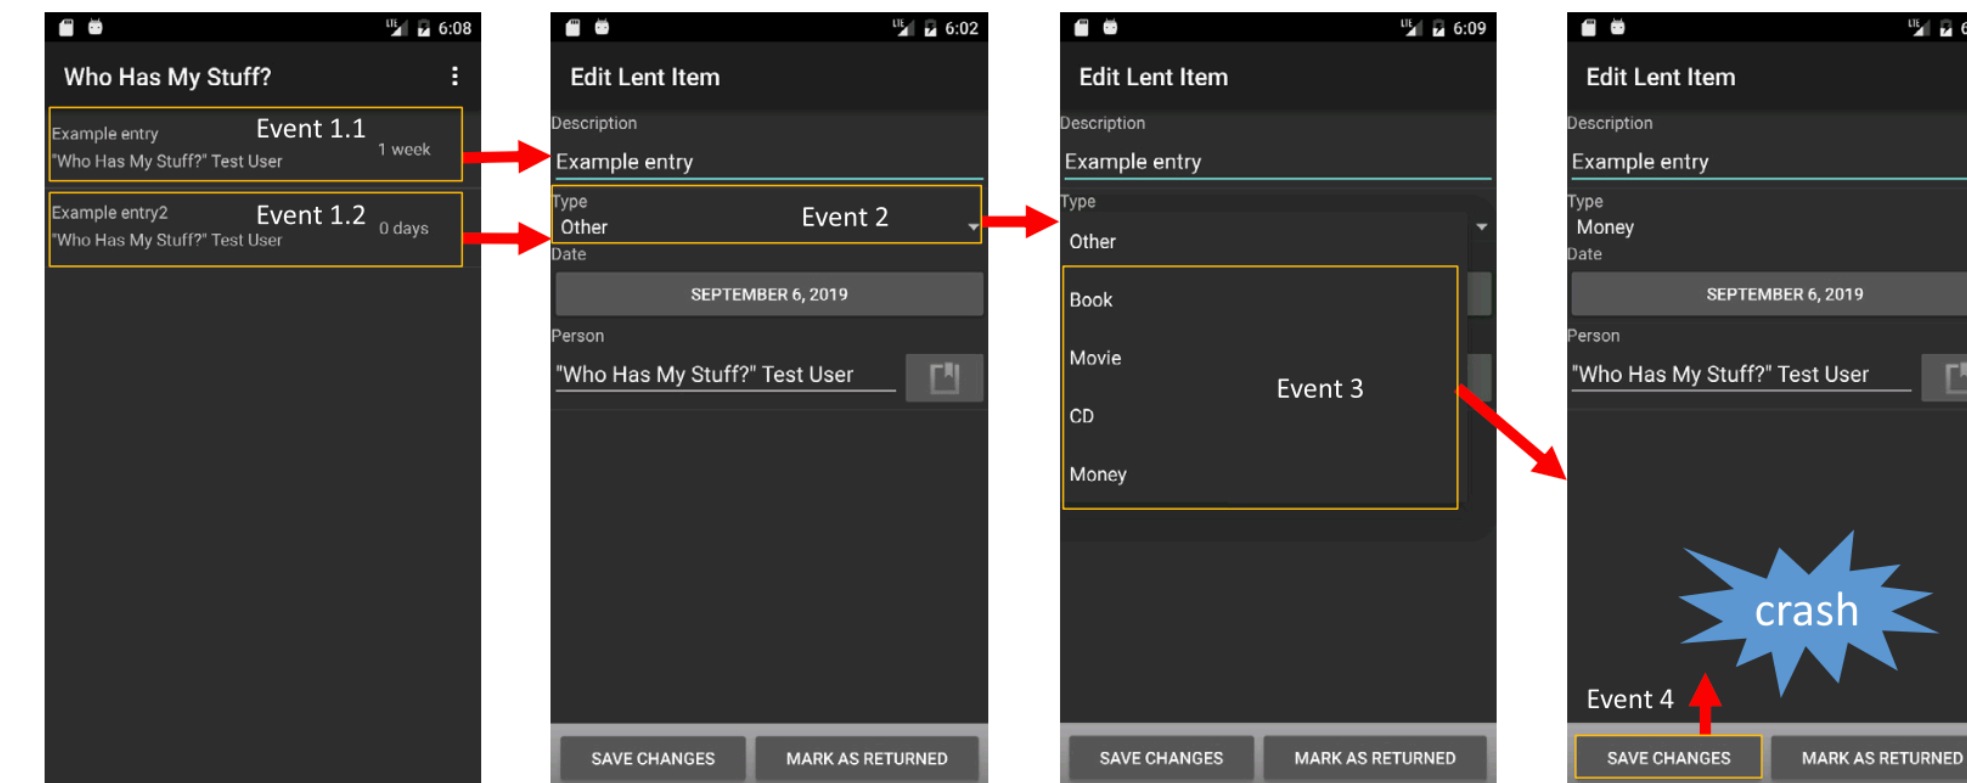 LTE 6:08
Who Has My Stuff?
Example entry
"Who Has My Stuff?" Test User
Event 1.1
1 week
Example entry2
"Who Has My Stuff?" Test User
Event 1.2
0 days
LTE 6:02
Edit Lent Item
Description
Example entry
Type
Other
Event 2
Date
SEPTEMBER 6, 2019
Person
"Who Has My Stuff?" Test User
SAVE CHANGES
MARK AS RETURNED
LTE 6:09
Edit Lent Item
Description
Example entry
Type
Other
Book
Movie
CD
Money
Event 3
SAVE CHANGES
MARK AS RETURNED
LTE
Edit Lent Item
Description
Example entry
Type
Money
Date
SEPTEMBER 6, 2019
Person
"Who Has My Stuff?" Test User
crash
Event 4
SAVE CHANGES
MARK AS RETURNED